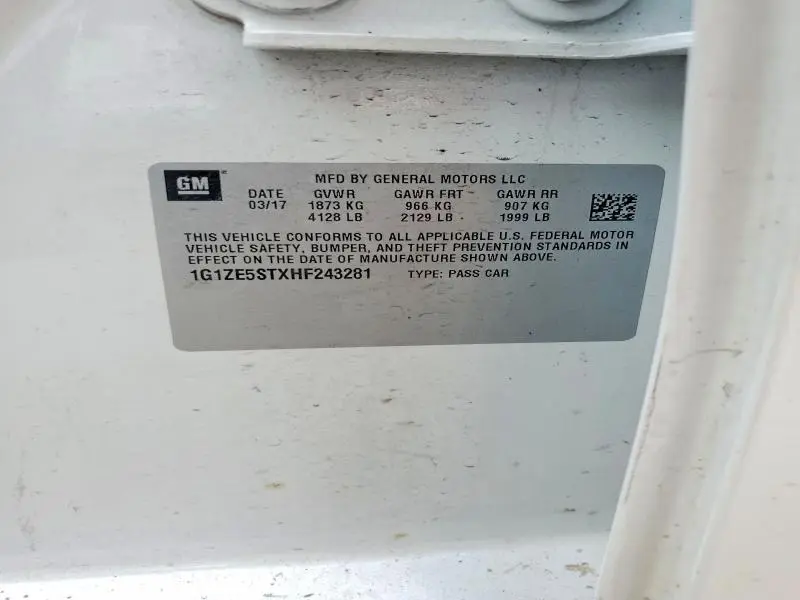 GM
MFD BY GENERAL MOTORS LLC
DATE GVWR GAWR FRT GAWR RR
03/17 1873 KG 966 KG 907 KG
4128 LB 2129 LB 1999 LB
THIS VEHICLE CONFORMS TO ALL APPLICABLE U.S. FEDERAL MOTOR
VEHICLE SAFETY, BUMPER, AND THEFT PREVENTION STANDARDS IN
EFFECT ON THE DATE OF MANUFACTURE SHOWN ABOVE.
1G1ZE5STXHF243281 TYPE: PASS CAR